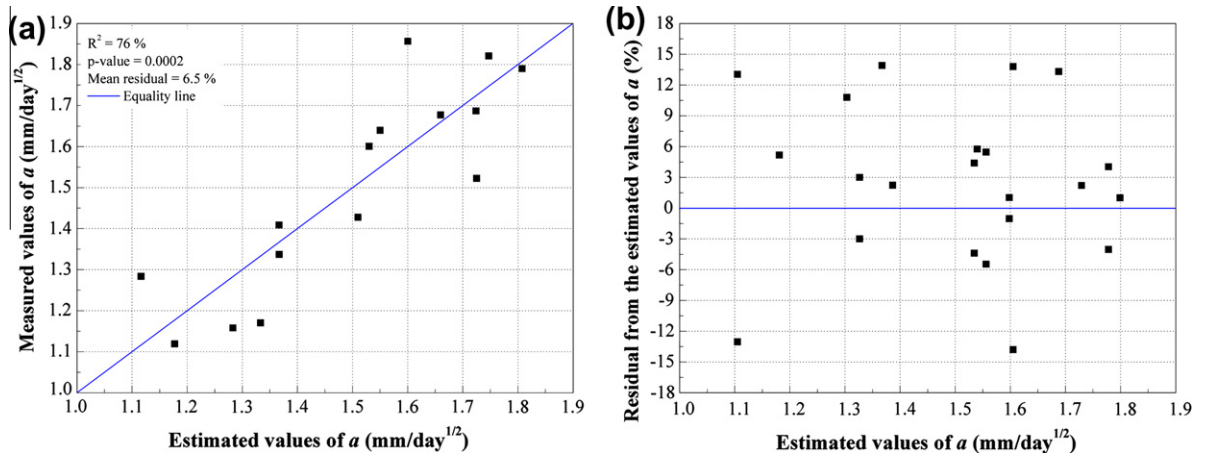 (a)
R² = 76 %
p-value = 0.0002
Mean residual = 6.5 %
Equality line
Measured values of a (mm/day^1/2)
1.9
1.8
1.7
1.6
1.5
1.4
1.3
1.2
1.1
1.0
1.0 1.1 1.2 1.3 1.4 1.5 1.6 1.7 1.8 1.9
Estimated values of a (mm/day^1/2)
(b)
Residual from the estimated values of a (%)
18
15
12
9
6
3
0
-3
-6
-9
-12
-15
-18
1.0 1.1 1.2 1.3 1.4 1.5 1.6 1.7 1.8 1.9
Estimated values of a (mm/day^1/2)